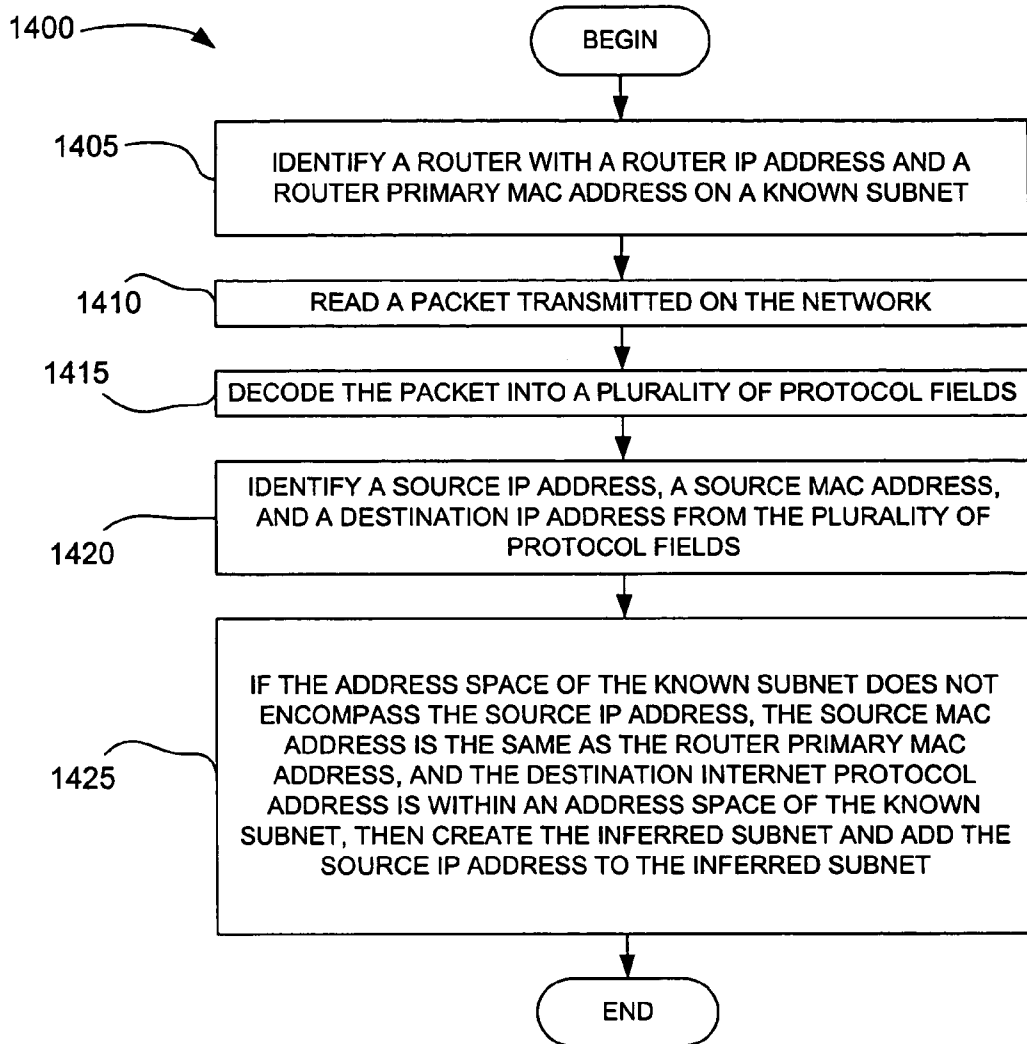 1400
BEGIN
1405
IDENTIFY A ROUTER WITH A ROUTER IP ADDRESS AND A
ROUTER PRIMARY MAC ADDRESS ON A KNOWN SUBNET
1410
READ A PACKET TRANSMITTED ON THE NETWORK
1415
DECODE THE PACKET INTO A PLURALITY OF PROTOCOL FIELDS
IDENTIFY A SOURCE IP ADDRESS, A SOURCE MAC ADDRESS,
AND A DESTINATION IP ADDRESS FROM THE PLURALITY OF
PROTOCOL FIELDS
1420
IF THE ADDRESS SPACE OF THE KNOWN SUBNET DOES NOT
ENCOMPASS THE SOURCE IP ADDRESS, THE SOURCE MAC
ADDRESS IS THE SAME AS THE ROUTER PRIMARY MAC
ADDRESS, AND THE DESTINATION INTERNET PROTOCOL
ADDRESS IS WITHIN AN ADDRESS SPACE OF THE KNOWN
SUBNET, THEN CREATE THE INFERRED SUBNET AND ADD THE
SOURCE IP ADDRESS TO THE INFERRED SUBNET
1425
END